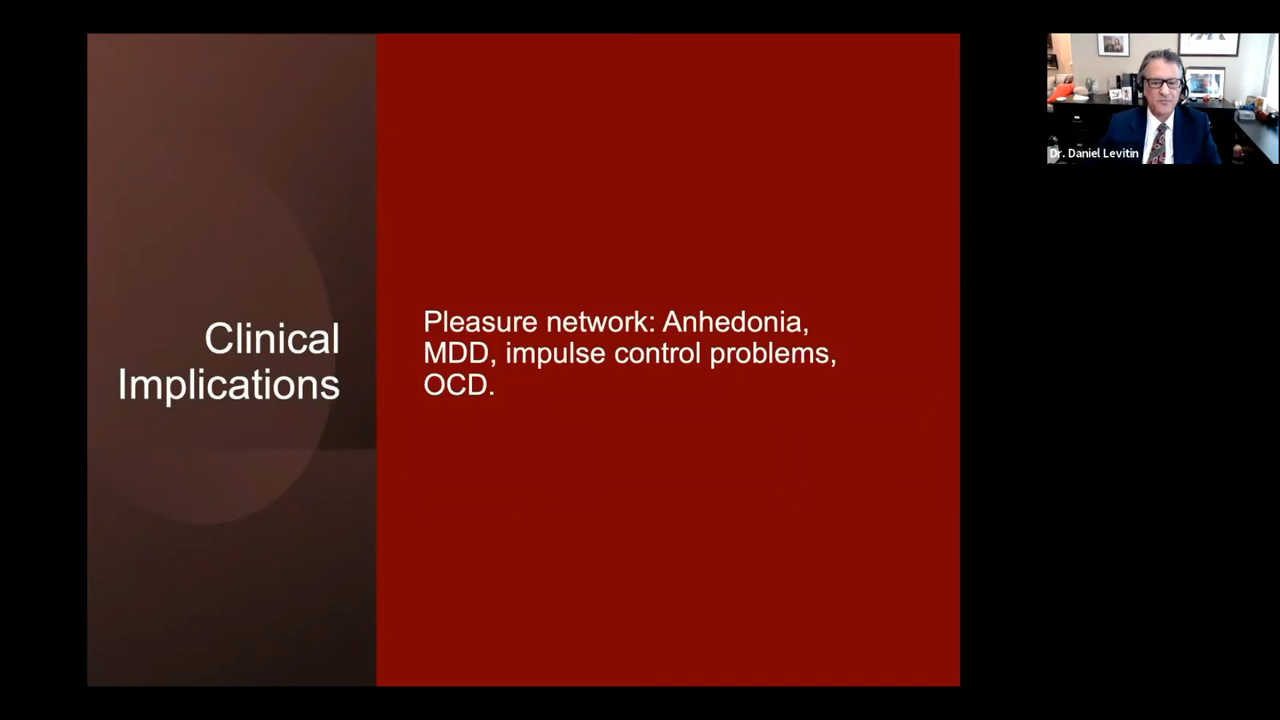 Clinical
Implications
Pleasure network: Anhedonia,
MDD, impulse control problems,
OCD.
Dr. Daniel Levitin